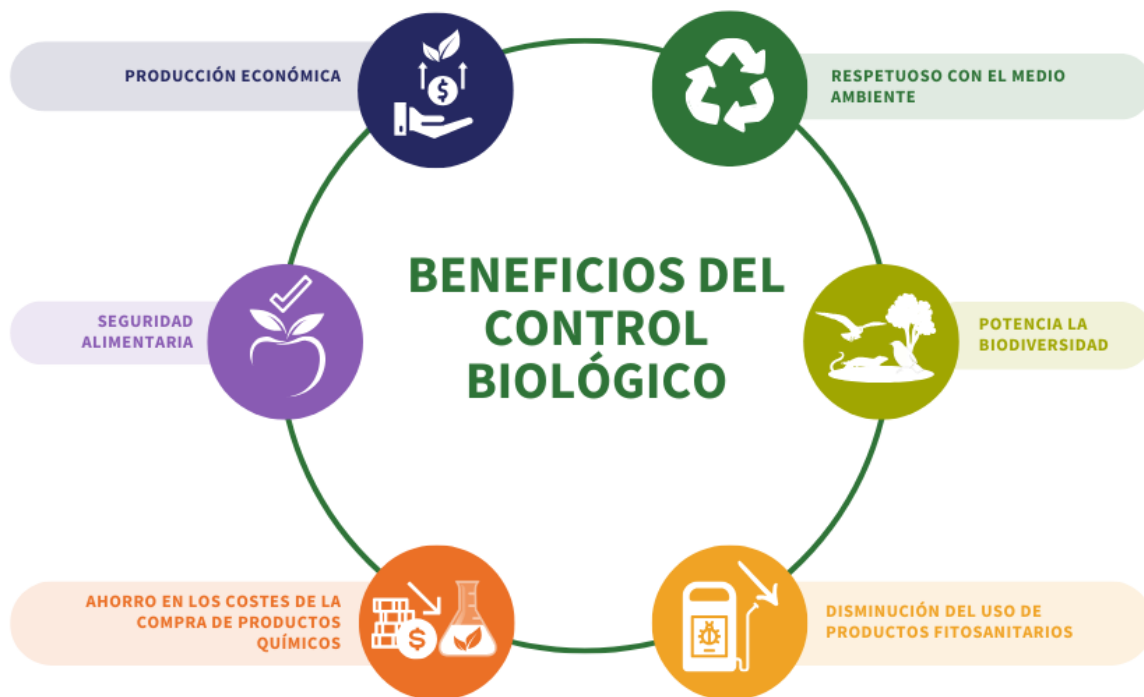 PRODUCCIÓN ECONÓMICA
RESPETUOSO CON EL MEDIO
AMBIENTE
BENEFICIOS DEL
CONTROL
BIOLÓGICO
SEGURIDAD
ALIMENTARIA
POTENCIA LA
BIODIVERSIDAD
AHORRO EN LOS COSTES DE LA
COMPRA DE PRODUCTOS
QUÍMICOS
DISMINUCIÓN DEL USO DE
PRODUCTOS FITOSANITARIOS